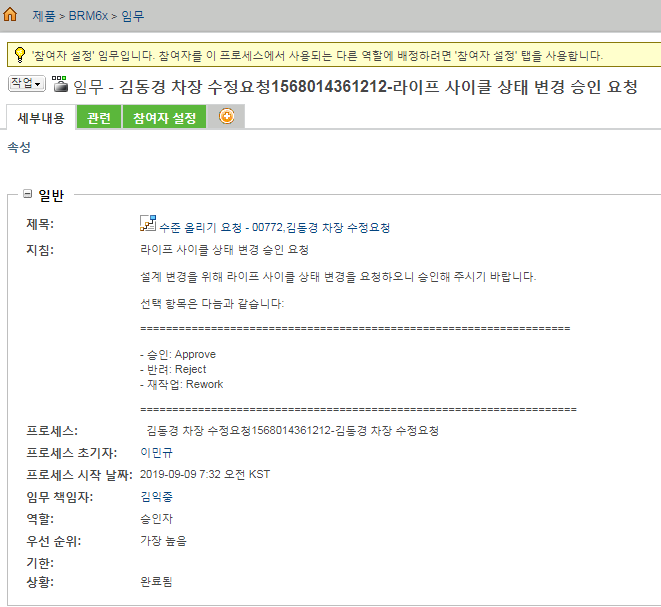 제품 > BRM6x > 임무
'참여자 설정' 임무입니다. 참여자를 이 프로세스에서 사용되는 다른 역할에 배정하려면 '참여자 설정' 탭을 사용합니다.
작업 임무 - 김동경 차장 수정요청1568014361212-라이프 사이클 상태 변경 승인 요청
세부내용 관련 참여자 설정
속성
일반
제목: 수준 올리기 요청 - 00772,김동경 차장 수정요청
지침: 라이프 사이클 상태 변경 승인 요청
설계 변경을 위해 라이프 사이클 상태 변경을 요청하오니 승인해 주시기 바랍니다.
선택 항목은 다음과 같습니다:
===================================================================
- 승인: Approve
- 반려: Reject
- 재작업: Rework
====================================================================
프로세스: 김동경 차장 수정요청1568014361212-김동경 차장 수정요청
프로세스 초기자: 이민규
프로세스 시작 날짜: 2019-09-09 7:32 오전 KST
임무 책임자: 김익중
역할: 승인자
우선 순위: 가장 높음
기한:
상황: 완료됨